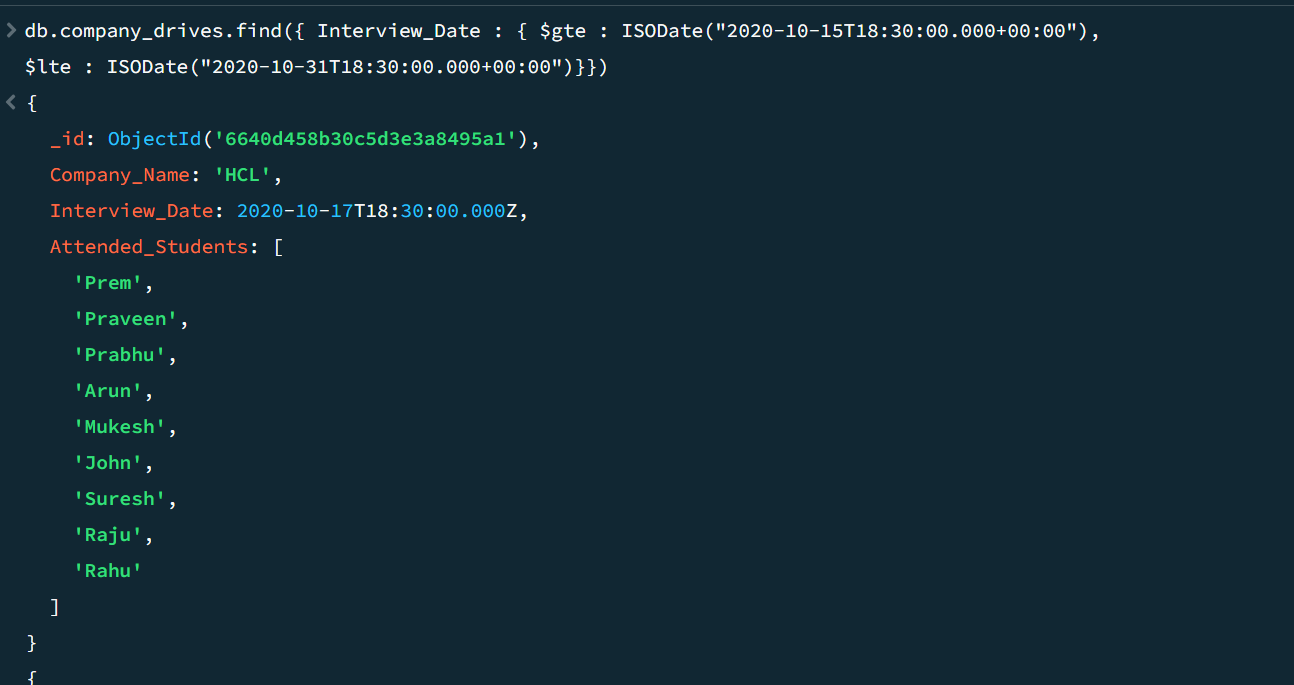 db.company_drives.find({ Interview_Date : { $gte : ISODate("2020-10-15T18:30:00.000+00:00"),
$lte : ISODate("2020-10-31T18:30:00.000+00:00")}})
{
_id: ObjectId('6640d458b30c5d3e3a8495a1'),
Company_Name: 'HCL',
Interview_Date: 2020-10-17T18:30:00.000Z,
Attended_Students: [
'Prem',
'Praveen',
'Prabhu',
'Arun',
'Mukesh',
'John',
'Suresh',
'Raju',
'Rahu'
]
}
{